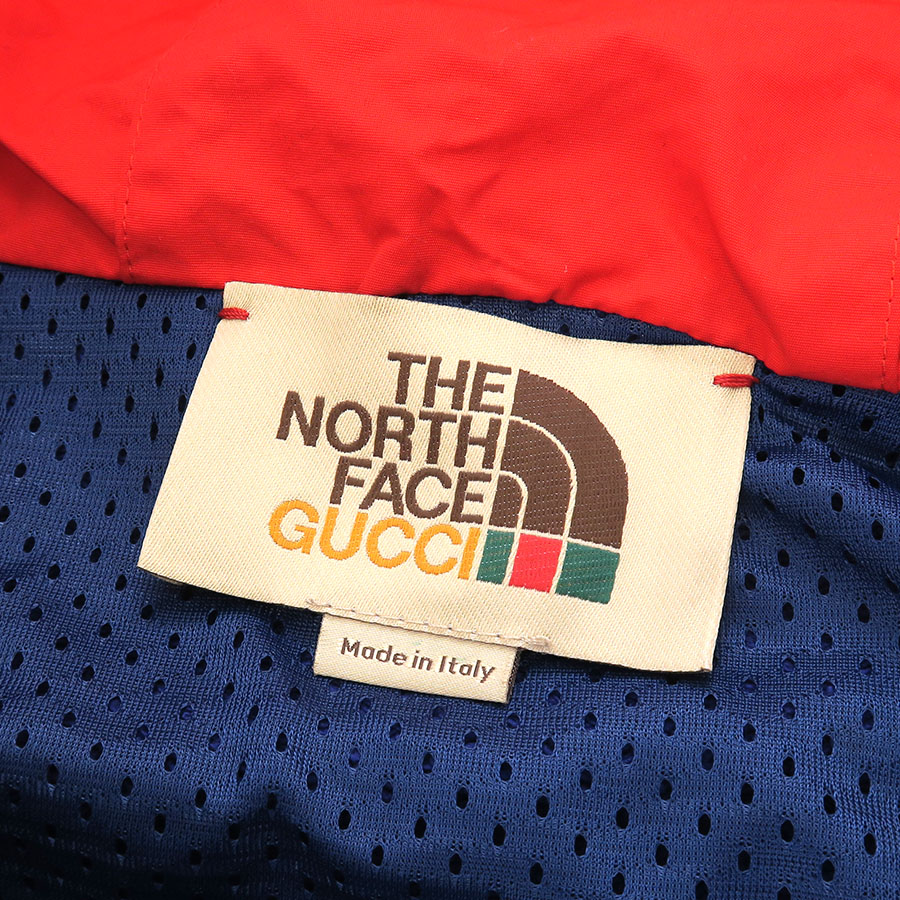 THE
NORTH
FACE
GUCCI
Made in Italy